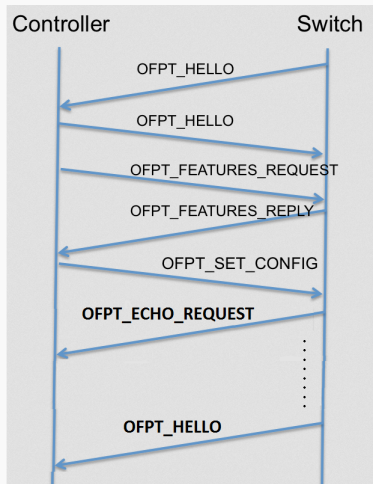 Controller Switch
OFPT_HELLO
OFPT_HELLO
OFPT_FEATURES_REQUEST
OFPT_FEATURES_REPLY
OFPT_SET_CONFIG
OFPT_ECHO_REQUEST
OFPT_HELLO